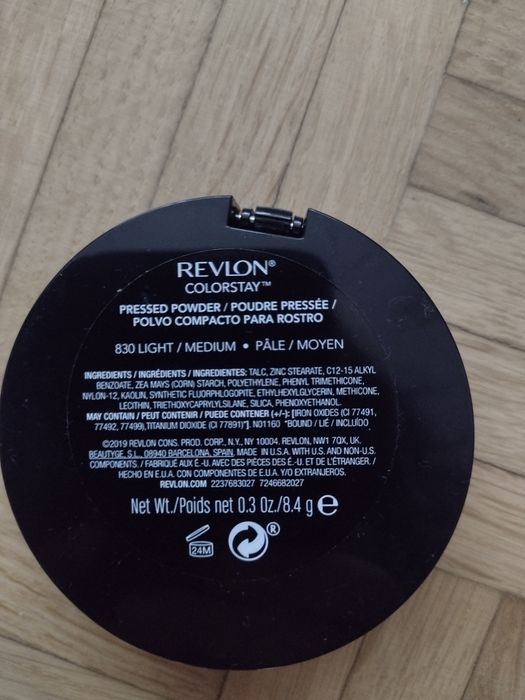 REVLON®
COLORSTAY™
PRESSED POWDER / POUDRE PRESSÉE /
POLVO COMPACTO PARA ROSTRO
830 LIGHT / MEDIUM • PÂLE / MOYEN
INGREDIENTS / INGRÉDIENTS / INGREDIENTES: TALC, ZINC STEARATE, C12-15 ALKYL
BENZOATE, ZEA MAYS (CORN) STARCH, POLYETHYLENE, PHENYL TRIMETHICONE,
NYLON-12, KAOLIN, SYNTHETIC FLUORPHLOGOPITE, ETHYLHEXYLGLYCERIN, METHICONE,
LECITHIN, TRIETHOXYCAPRYLYLSILANE, SILICA, PHENOXYETHANOL.
MAY CONTAIN / PEUT CONTENIR / PUEDE CONTENER (+/-): [IRON OXIDES (CI 77491,
77492, 77499),TITANIUM DIOXIDE (CI 77891)*]. N01160 *BOUND / LIÉ / INCLUÍDO
©2019 REVLON CONS. PROD. CORP., N.Y., NY 10004. REVLON, NW1 7QX, UK.
BEAUTYGE, S.L., 08940 BARCELONA, SPAIN. MADE IN U.S.A. WITH U.S. AND NON-U.S.
COMPONENTS. / FABRIQUÉ AUX É.-U. AVEC DES PIÈCES DES É.-U. ET DE L'ÉTRANGER. /
HECHO EN E.U.A. CON COMPONENTES DE E.U.A. Y/O EXTRANJEROS.
REVLON.COM 2237683027 7246682027
Net Wt./Poids net 0.3 Oz./8.4 g ℮
24M ®